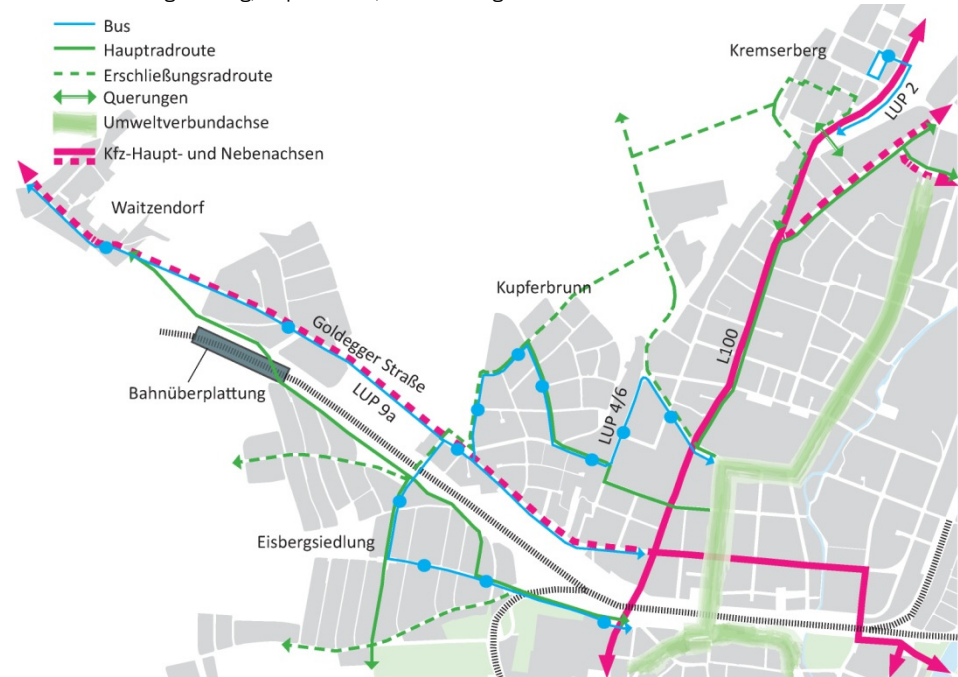 Bus
Hauptradroute
Erschließungsradroute
Querungen
Umweltverbundachse
Kfz-Haupt- und Nebenachsen
Kremserberg
LUP 2
Waitzendorf
Kupferbrunn
Goldegger Straße
LUP 9a
L100
LUP 4/6
Bahnüberplattung
Eisbergsiedlung